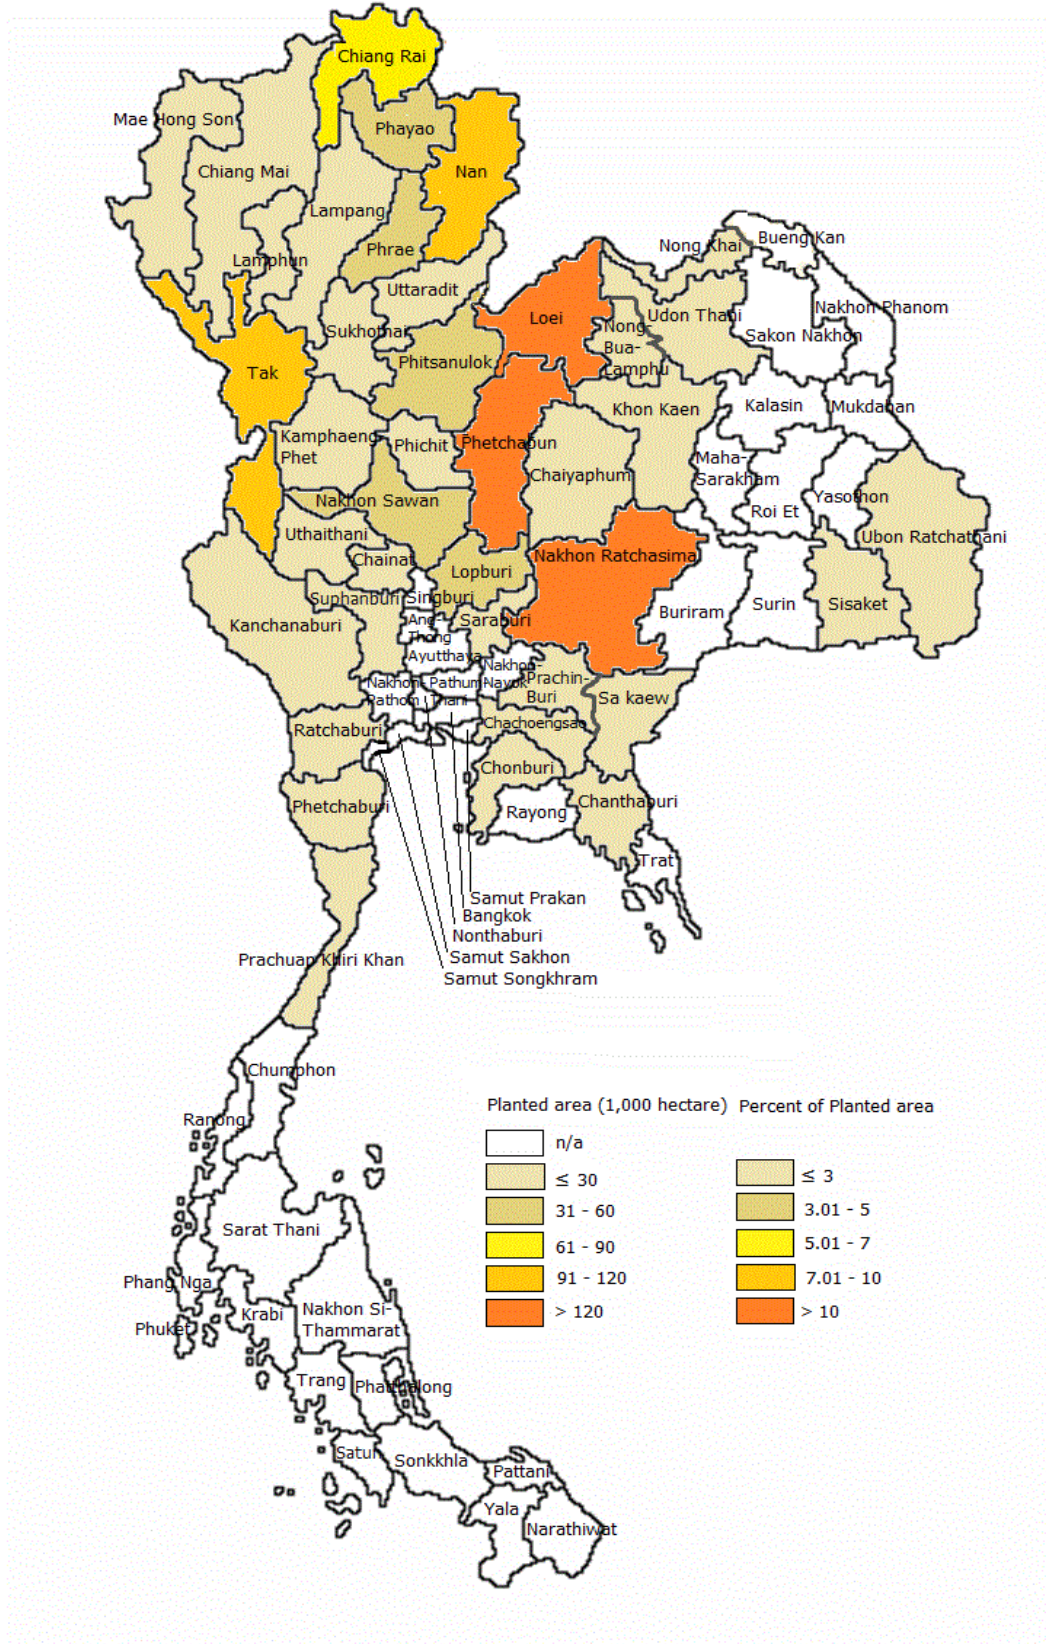 Chiang Rai
Mae Hong Son
Phayao
Chiang Mai
Nan
Lampang
Phrae
Nong Khai
Bueng Kan
Lamphun
Uttaradit
Nakhon Phanom
Loei
Udon Thani
Sukhothai
Nong-
Bua-
Lamphu
Sakon Nakhon
Phitsanulok
Tak
Khon Kaen
Kalasin
Mukdahan
Kamphaeng-
Phet
Phichit
Phetchabun
Chaiyaphum
Maha-
Sarakham
Yasothon
Nakhon Sawan
Roi Et
Uthaithani
Ubon Ratchathani
Chainat
Nakhon Ratchasima
Lopburi
Suphanburi
Singburi
Buriram
Surin
Sisaket
Kanchanaburi
Ang-
Thong
Saraburi
Ayutthaya
Nakhon-
Nayok
Nakhon-
Pathom
Pathum-
Thani
Prachin-
Buri
Sa kaew
Ratchaburi
Chachoengsao
Chonburi
Phetchaburi
Rayong
Chanthaburi
Trat
Samut Prakan
Bangkok
Nonthaburi
Prachuap Khiri Khan
Samut Sakhon
Samut Songkhram
Chumphon
Ranong
Planted area (1,000 hectare)
n/a
≤ 30
31 - 60
61 - 90
91 - 120
> 120
Percent of Planted area
≤ 3
3.01 - 5
5.01 - 7
7.01 - 10
> 10
Sarat Thani
Phang Nga
Phuket
Krabi
Nakhon Si-
Thammarat
Trang
Phatthalong
Satun
Sonkkhla
Pattani
Yala
Narathiwat